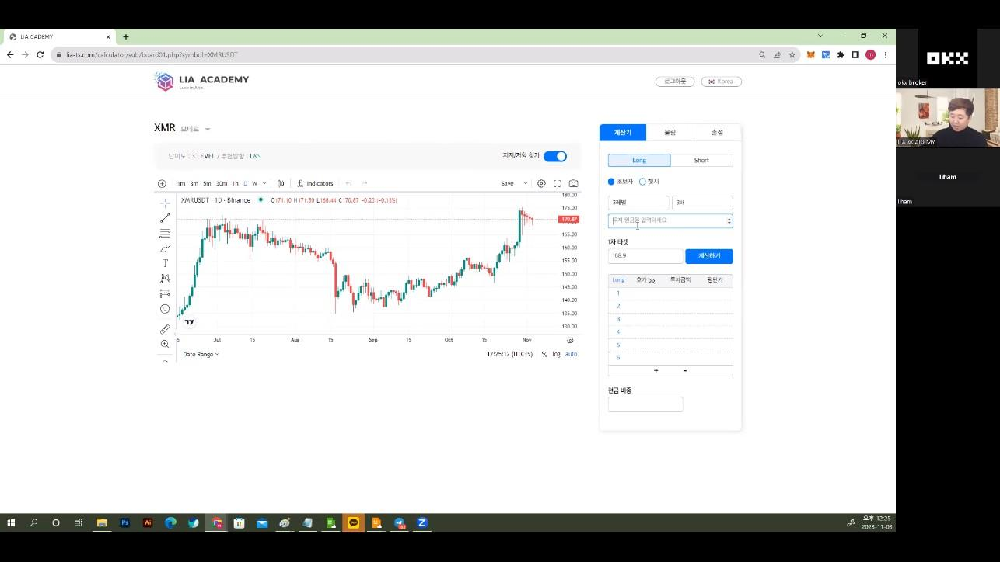 LIA CADEMY
lia-ts.com/calculator/sub/board01.php?symbol=XMRUSDT
m
LIA ACADEMY
로그아웃
Korea
XMR 모네로
난이도 : 3 LEVEL / 추천방향 : L&S
지지/저항 찾기
1m 3m 5m 30m 1h D W
Indicators
Save
XMRUSDT · 1D · Binance
O171.10 H171.50 L168.44 C170.87 -0.23 (-0.13%)
180.00
175.00
170.87
165.00
160.00
155.00
150.00
145.00
140.00
135.00
130.00
5 Jul 15 Aug 15 Sep 15 Oct 15 Nov
Date Range
12:25:12 (UTC+9)
% log auto
계산기
물림
손절
Long
Short
초보자
헷지
3레벨
3배
투자 원금을 입력하세요
1차 타겟
168.9
계산하기
Long 호가 투자금액 평단가
1
2
3
4
5
6
+ -
현금 비중
OKX
okx broker
LIA ACADEMY
liham
liham
Ps
Ai
TALK
Z
오후 12:25
2023-11-03